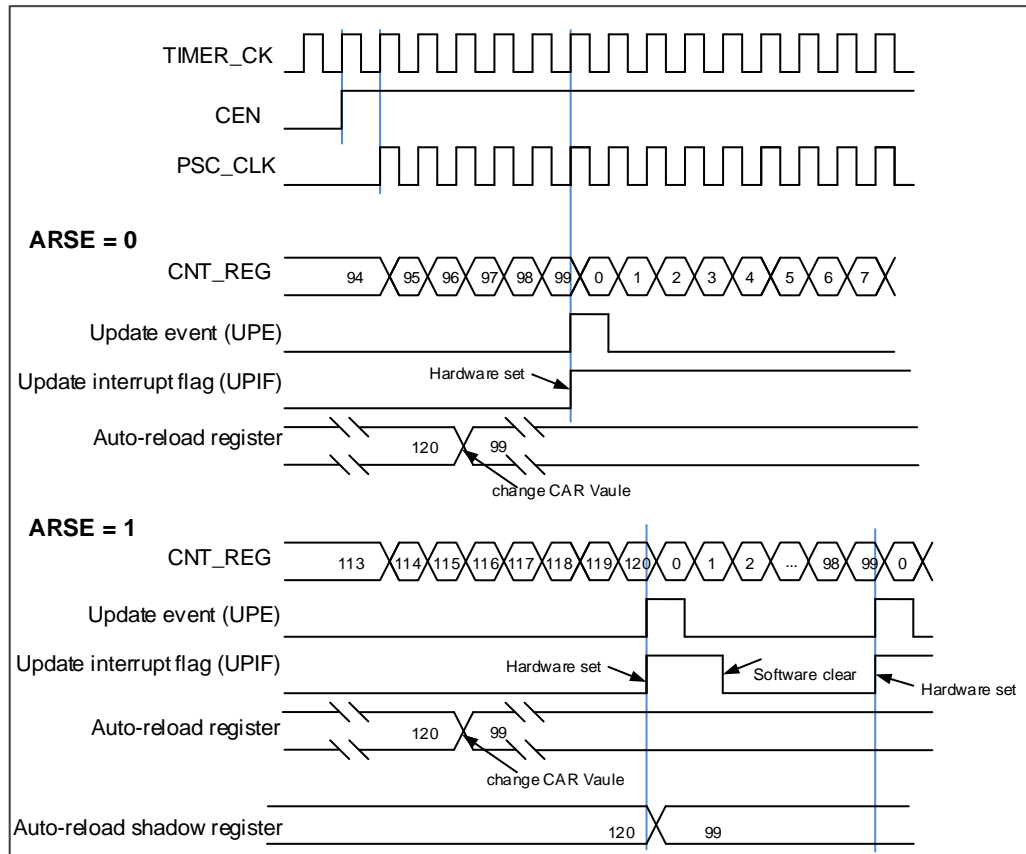 TIMER_CK
CEN
PSC_CLK
ARSE = 0
CNT_REG 94 95 96 97 98 99 0 1 2 3 4 5 6 7
Update event (UPE)
Update interrupt flag (UPIF) Hardware set
Auto-reload register 120 99
change CAR Vaule
ARSE = 1
CNT_REG 113 114 115 116 117 118 119 120 0 1 2 ... 98 99 0
Update event (UPE)
Update interrupt flag (UPIF) Hardware set Software clear Hardware set
Auto-reload register 120 99
change CAR Vaule
Auto-reload shadow register 120 99